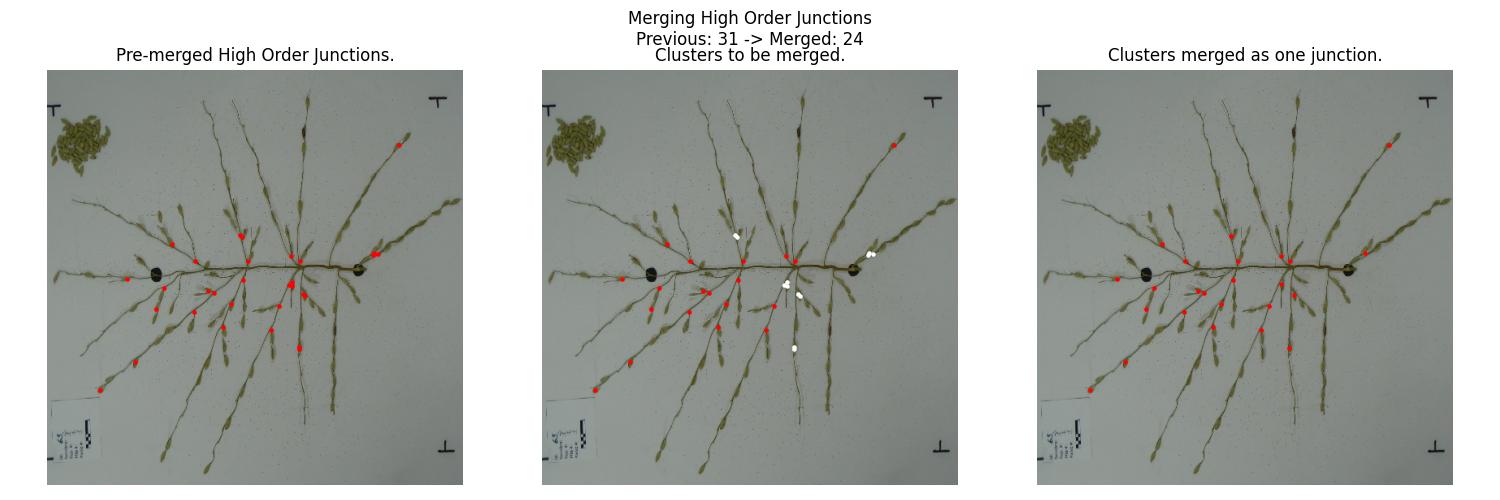 Merging High Order Junctions
Previous: 31 -> Merged: 24
Pre-merged High Order Junctions.
Clusters to be merged.
Clusters merged as one junction.